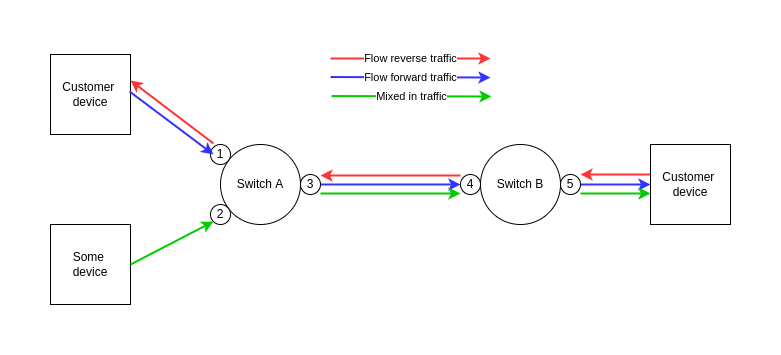 Flow reverse traffic
Flow forward traffic
Mixed in traffic
Customer
device
1
Switch A
3
4
Switch B
5
Customer
device
2
Some
device